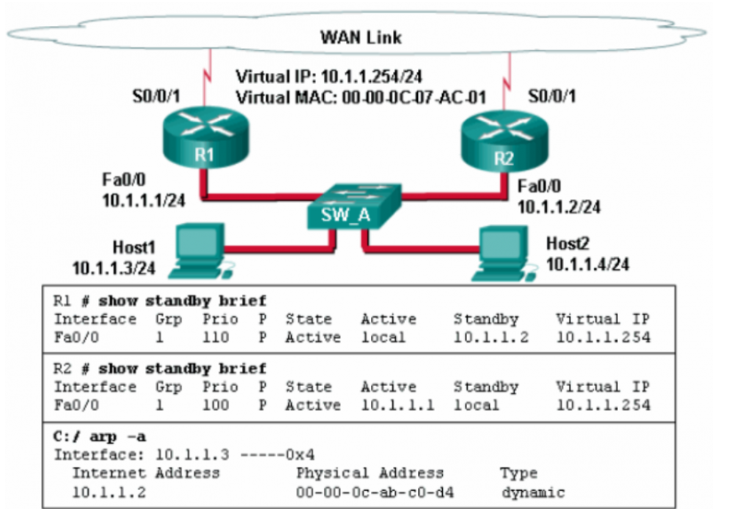 WAN Link
Virtual IP: 10.1.1.254/24
S0/0/1 Virtual MAC: 00-00-0C-07-AC-01 S0/0/1
R1 R2
Fa0/0
10.1.1.1/24
Fa0/0
10.1.1.2/24
SW_A
Host1
10.1.1.3/24
Host2
10.1.1.4/24
R1 # show standby brief
Interface Grp Prio P State Active Standby Virtual IP
Fa0/0 1 110 P Active local 10.1.1.2 10.1.1.254
R2 # show standby brief
Interface Grp Prio P State Active Standby Virtual IP
Fa0/0 1 100 P Active 10.1.1.1 local 10.1.1.254
C:/ arp -a
Interface: 10.1.1.3 -----0x4
Internet Address Physical Address Type
10.1.1.2 00-00-0c-ab-c0-d4 dynamic